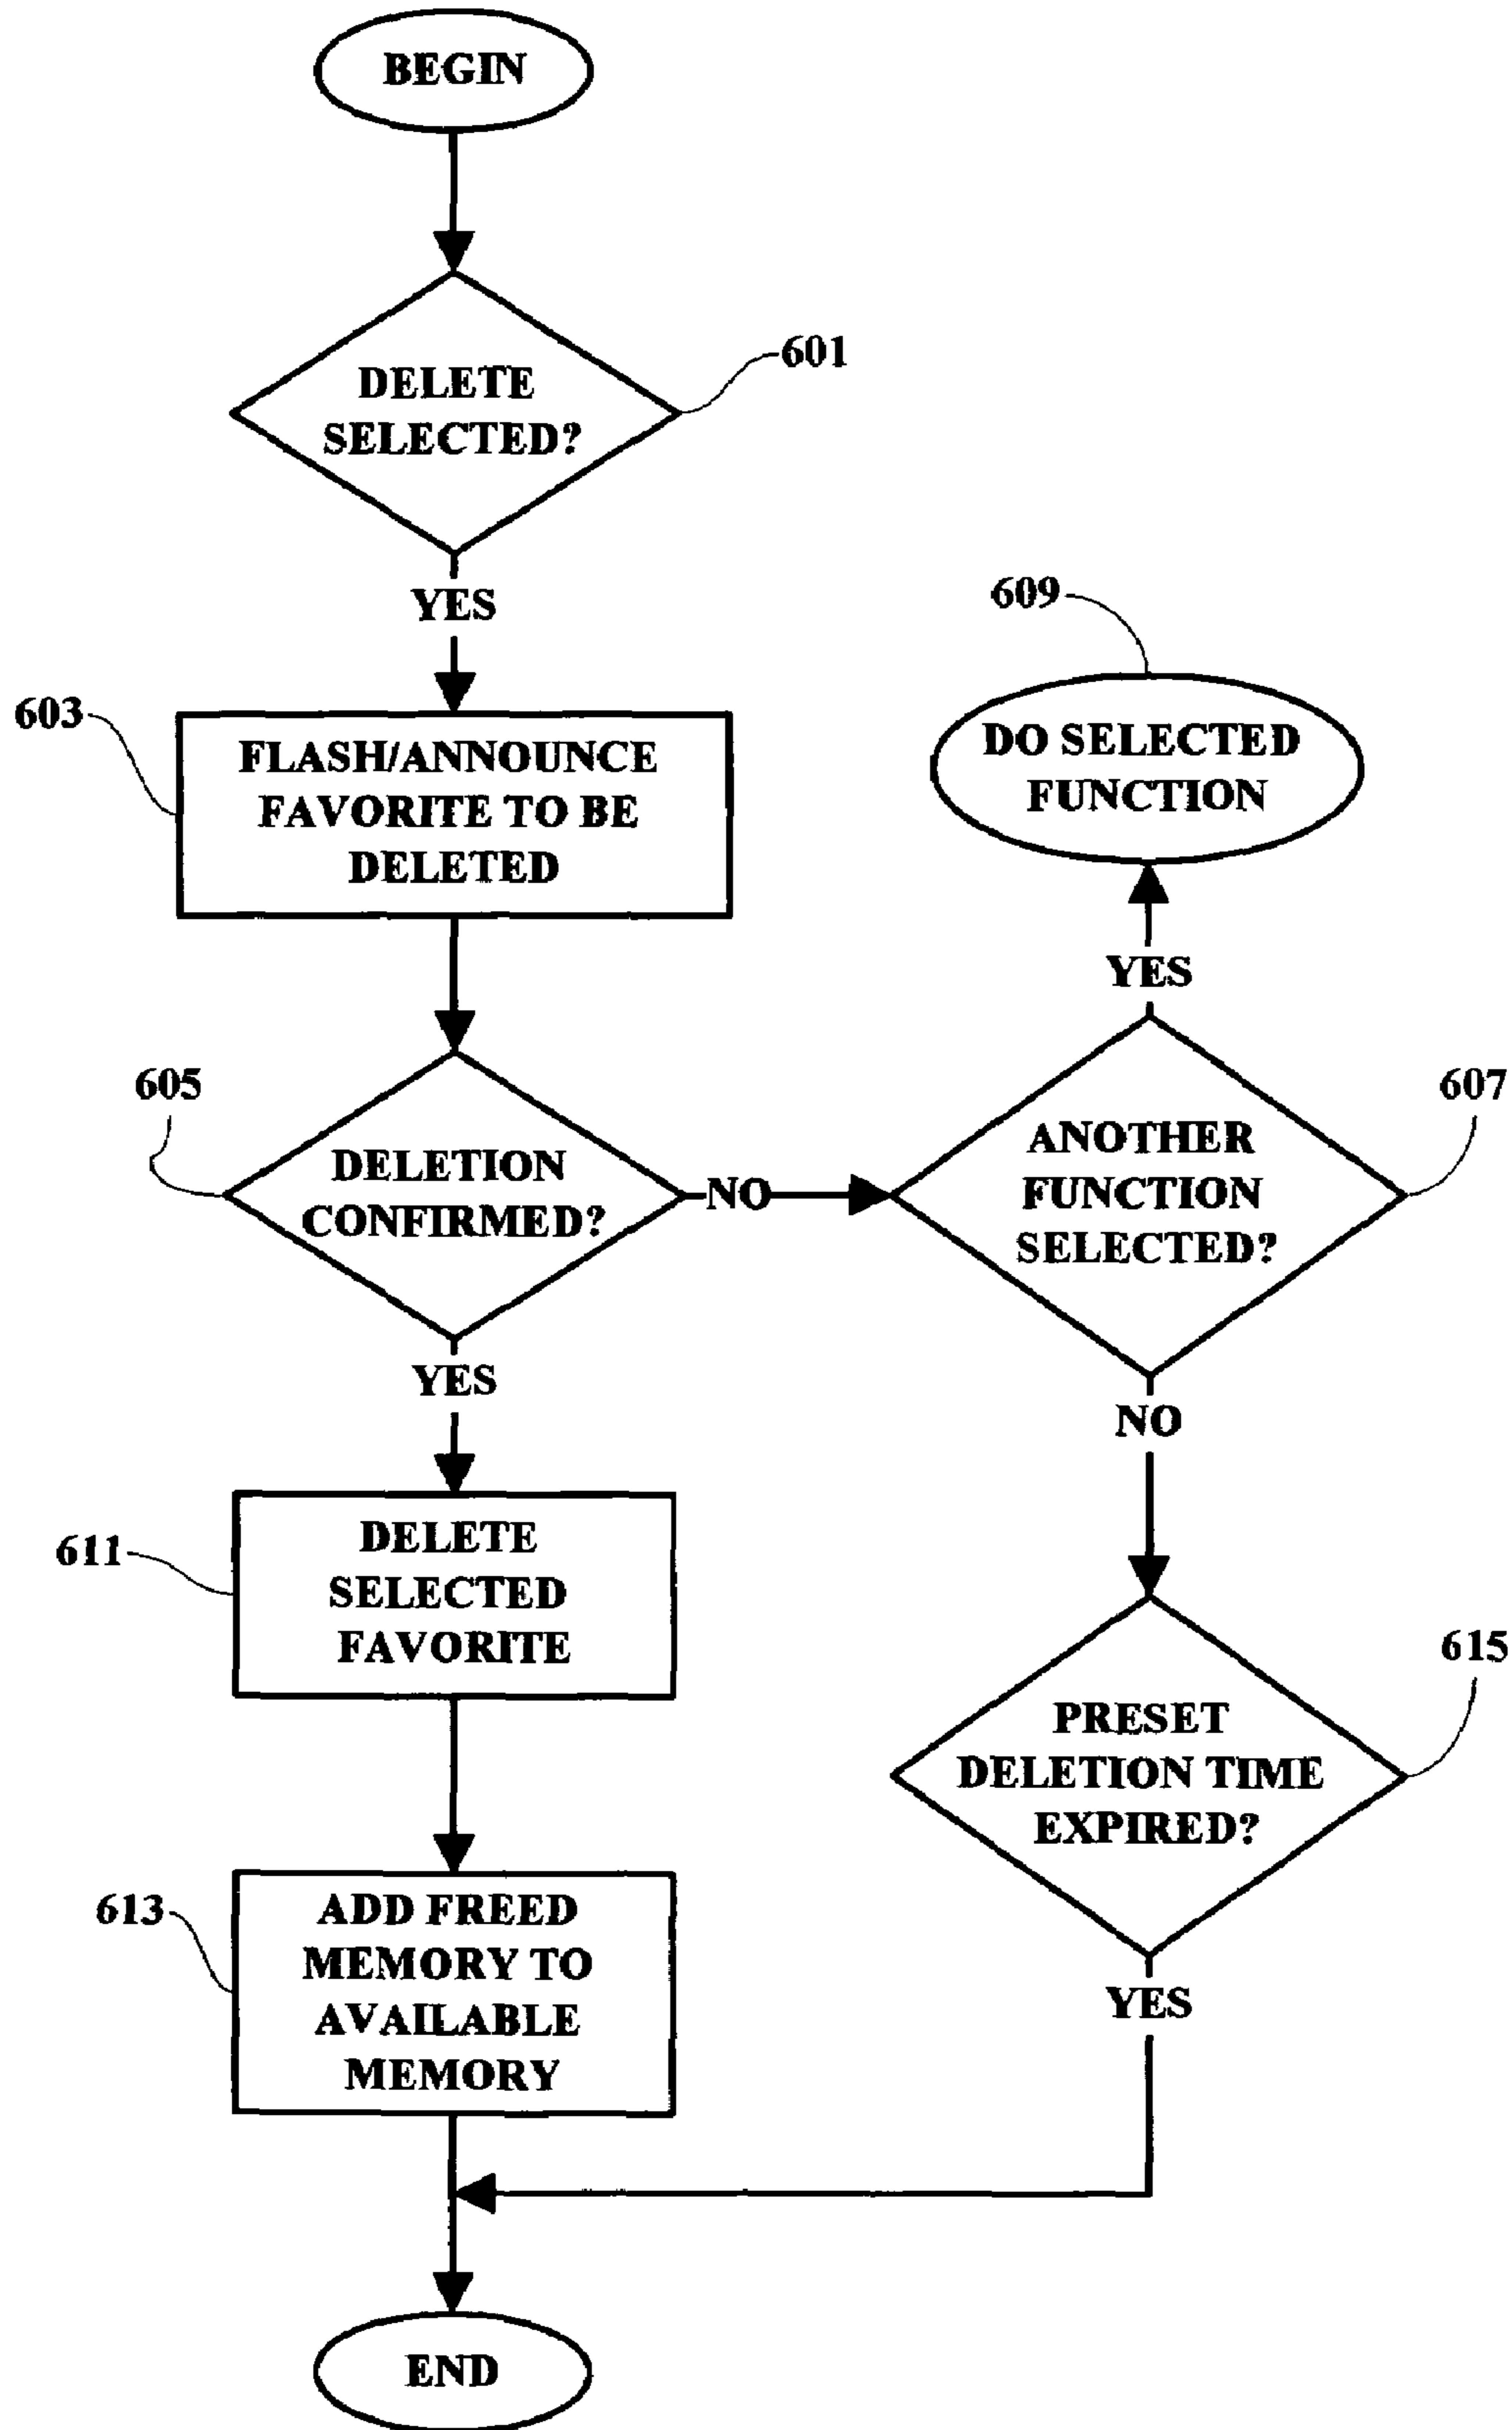 BEGIN
DELETE
SELECTED?
601
YES
603
FLASH/ANNOUNCE
FAVORITE TO BE
DELETED
609
DO SELECTED
FUNCTION
YES
605
DELETION
CONFIRMED?
NO
607
ANOTHER
FUNCTION
SELECTED?
YES
NO
611
DELETE
SELECTED
FAVORITE
615
PRESET
DELETION TIME
EXPIRED?
613
ADD FREED
MEMORY TO
AVAILABLE
MEMORY
YES
END